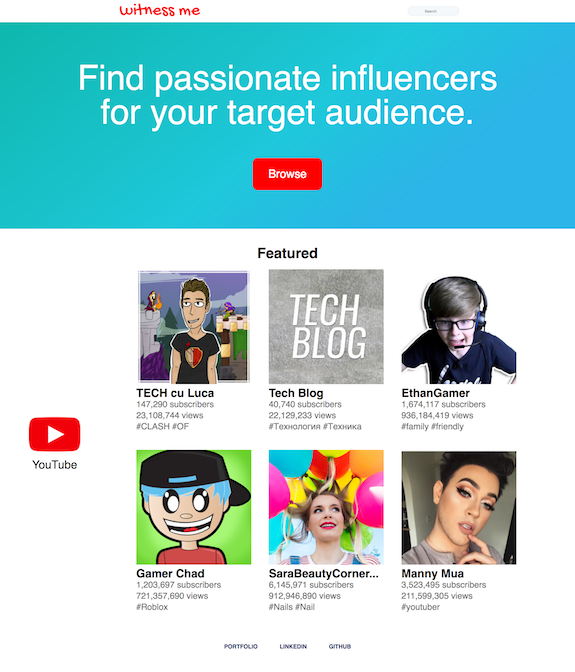 witness me
Search
Find passionate influencers
for your target audience.
Browse
Featured
TECH
BLOG
TECH cu Luca
147,290 subscribers
23,108,744 views
#CLASH #OF
Tech Blog
40,740 subscribers
22,129,233 views
#Технология #Техника
EthanGamer
1,674,117 subscribers
936,184,419 views
#family #friendly
YouTube
Gamer Chad
1,203,697 subscribers
721,357,690 views
#Roblox
SaraBeautyCorner...
6,145,971 subscribers
912,946,890 views
#Nails #Nail
Manny Mua
3,523,495 subscribers
211,599,305 views
#youtuber
PORTFOLIO LINKEDIN GITHUB